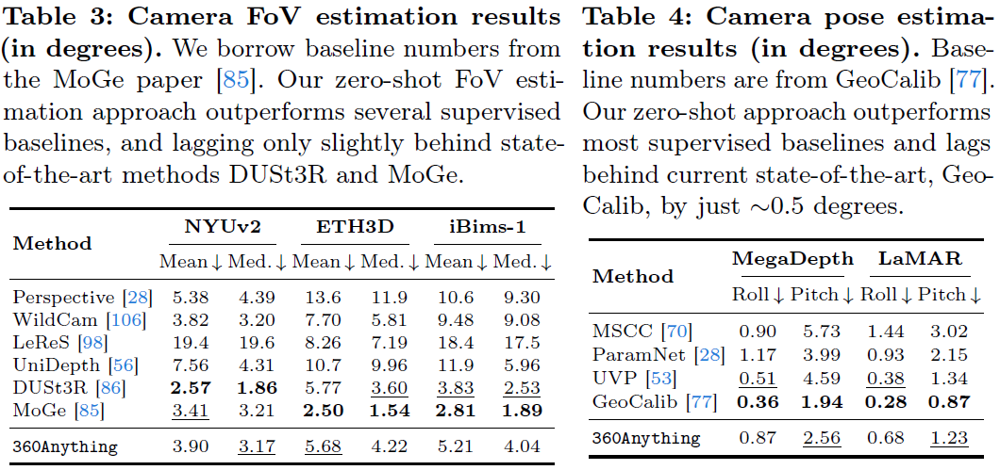 Table 3: Camera FoV estimation results
(in degrees). We borrow baseline numbers from
the MoGe paper [85]. Our zero-shot FoV esti-
mation approach outperforms several supervised
baselines, and lagging only slightly behind state-
of-the-art methods DUSt3R and MoGe.
Method NYUv2 ETH3D iBims-1
Mean↓ Med.↓ Mean↓ Med.↓ Mean↓ Med.↓
Perspective [28] 5.38 4.39 13.6 11.9 10.6 9.30
WildCam [106] 3.82 3.20 7.70 5.81 9.48 9.08
LeReS [98] 19.4 19.6 8.26 7.19 18.4 17.5
UniDepth [56] 7.56 4.31 10.7 9.96 11.9 5.96
DUSt3R [86] 2.57 1.86 5.77 3.60 3.83 2.53
MoGe [85] 3.41 3.21 2.50 1.54 2.81 1.89
360Anything 3.90 3.17 5.68 4.22 5.21 4.04
Table 4: Camera pose estima-
tion results (in degrees). Base-
line numbers are from GeoCalib [77].
Our zero-shot approach outperforms
most supervised baselines and lags
behind current state-of-the-art, Geo-
Calib, by just ~0.5 degrees.
Method MegaDepth LaMAR
Roll↓ Pitch↓ Roll↓ Pitch↓
MSCC [70] 0.90 5.73 1.44 3.02
ParamNet [28] 1.17 3.99 0.93 2.15
UVP [53] 0.51 4.59 0.38 1.34
GeoCalib [77] 0.36 1.94 0.28 0.87
360Anything 0.87 2.56 0.68 1.23